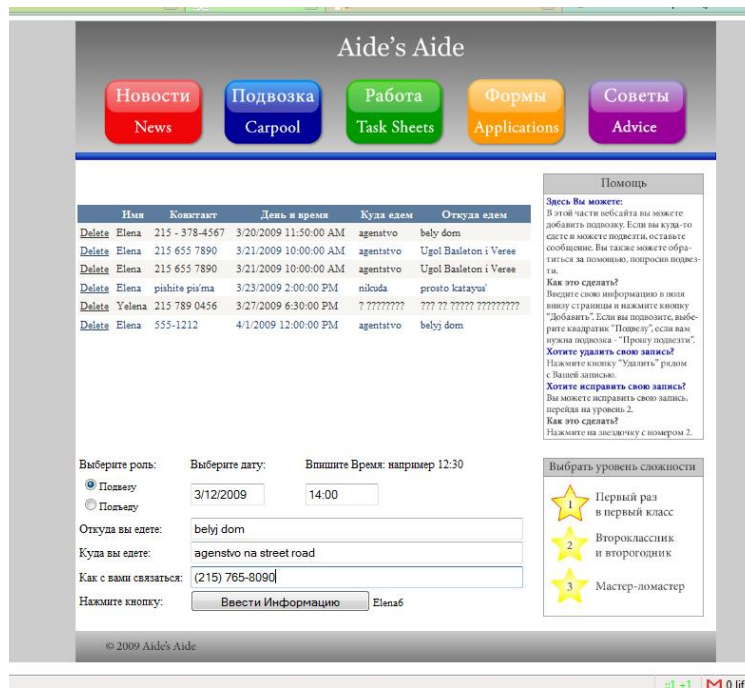 Aide's Aide
Новости Подвозка Работа Формы Советы
News Carpool Task Sheets Applications Advice
Имя Контакт День и время Куда едем Откуда едем
Delete Elena 215 - 378-4567 3/20/2009 11:50:00 AM agenstvo bely dom
Delete Elena 215 655 7890 3/21/2009 10:00:00 AM agentstvo Ugol Basleton i Veree
Delete Elena 215 655 7890 3/21/2009 10:00:00 AM agentstvo Ugol Basleton i Veree
Delete Elena pishite pis'ma 3/23/2009 2:00:00 PM nikuda prosto katayus'
Delete Yelena 215 789 0456 3/27/2009 6:30:00 PM ? ???????? ??? ?? ????? ?????????
Delete Elena 555-1212 4/1/2009 12:00:00 PM agentstvo belyj dom
Помощь
Здесь Вы можете:
В этой части вебсайта вы можете
добавить подвозку. Если вы куда-то
едете и можете подвезти, оставьте
сообщение. Вы также можете обра-
титься за помощью, попросив подвез-
ти.
Как это сделать?
Введите свою информацию в поля
внизу страницы и нажмите кнопку
"Добавить". Если вы подвозите, выбе-
рите квадратик "Подвезу", если вам
нужна подвозка - "Прошу подвезти".
Хотите удалить свою запись?
Нажмите кнопку "Удалить" рядом
с Вашей записью.
Хотите исправить свою запись?
Вы можете исправить свою запись,
перейдя на уровень 2.
Как это сделать?
Нажмите на звездочку с номером 2.
Выберите роль: Выберите дату: Впишите Время: например 12:30
Подвезу
Подъеду
3/12/2009 14:00
Откуда вы едете: belyj dom
Куда вы едете: agenstvo na street road
Как с вами связаться: (215) 765-8090
Нажмите кнопку: Ввести Информацию Elena6
Выбрать уровень сложности
1 Первый раз
в первый класс
2 Второклассник
и второгодник
3 Мастер-ломастер
© 2009 Aide's Aide